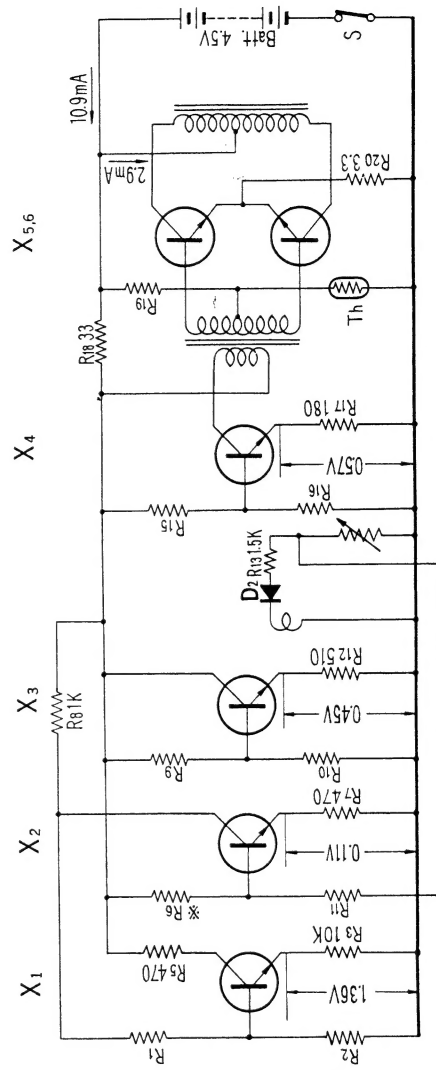 X1
X2
X3
X4
X5,6
R1
R2
R5 470
1.36V
R3 10K
※ R6
R11
0.11V
R7 470
R8 1K
R9
R10
0.45V
R12 510
D2
R13 1.5K
R15
R16
0.57V
R17 180
R18 33
R19
Th
2.9mA
10.9mA
R20 3.3
Batt. 4.5V
S